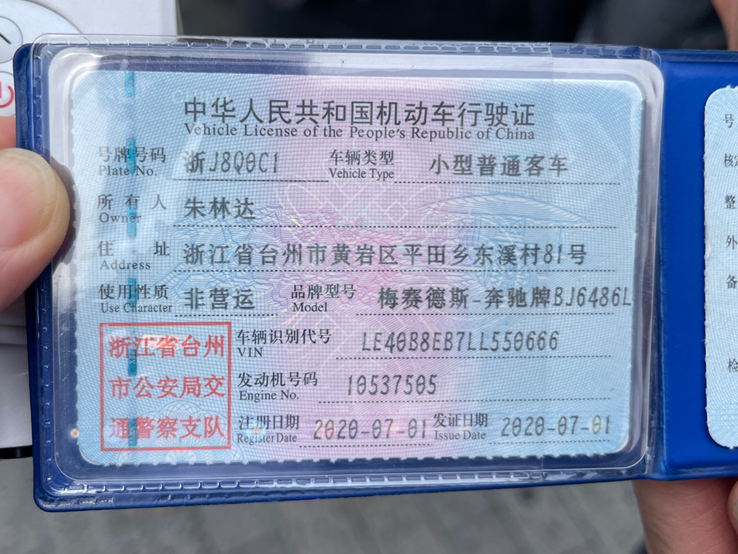 中华人民共和国机动车行驶证
Vehicle License of the People's Republic of China
号牌号码 浙J8Q0C1 车辆类型 小型普通客车
Plate No. Vehicle Type
所有人 朱林达
Owner
住址 浙江省台州市黄岩区平田乡东溪村81号
Address
使用性质 非营运 品牌型号 梅赛德斯-奔驰牌BJ6486L
Use Character Model
浙江省台州
市公安局交
通警察支队
车辆识别代号 LE40B8EB7LL550666
VIN
发动机号码 10537505
Engine No.
注册日期 2020-07-01 发证日期 2020-07-01
Register Date Issue Date
号
核定
整
外
备
检